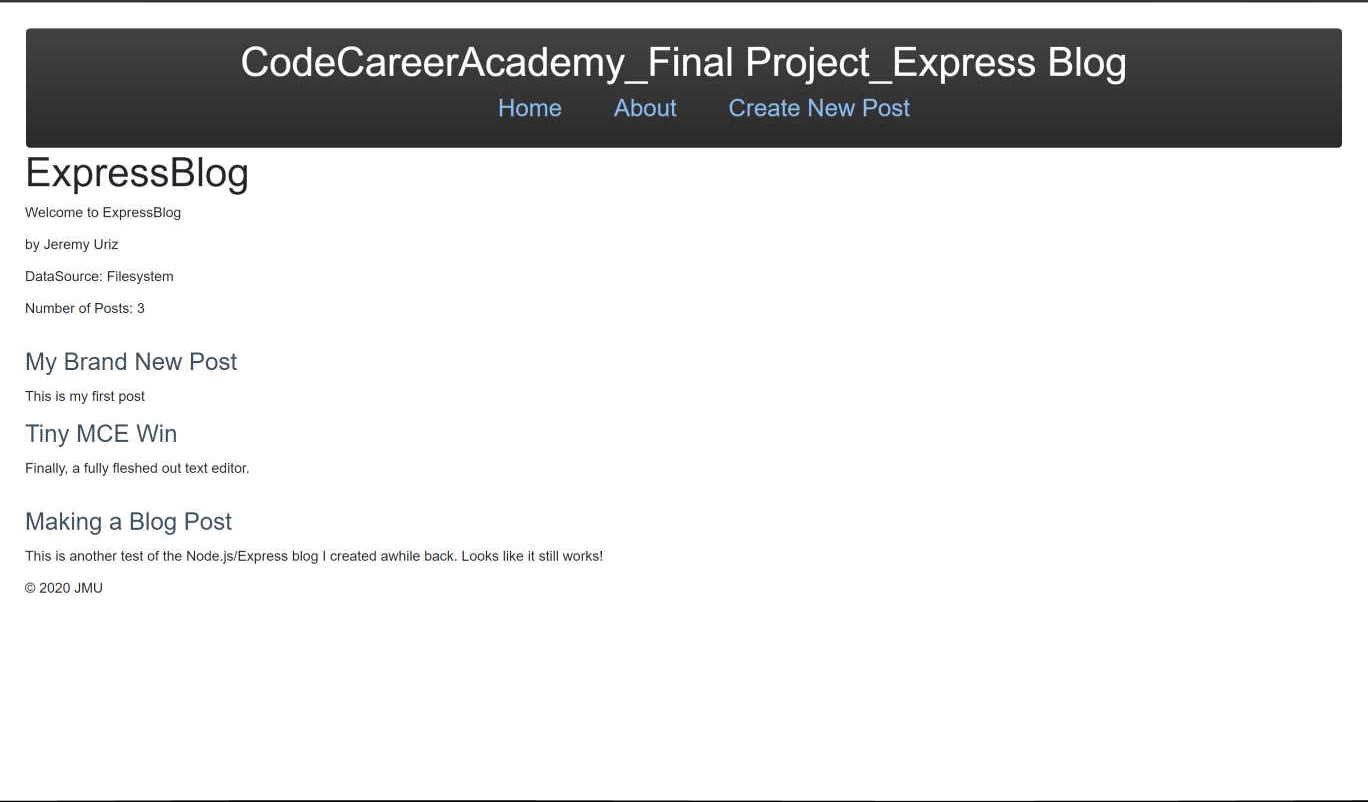 CodeCareerAcademy_Final Project_Express Blog
Home About Create New Post
ExpressBlog
Welcome to ExpressBlog
by Jeremy Uriz
DataSource: Filesystem
Number of Posts: 3
My Brand New Post
This is my first post
Tiny MCE Win
Finally, a fully fleshed out text editor.
Making a Blog Post
This is another test of the Node.js/Express blog I created awhile back. Looks like it still works!
© 2020 JMU